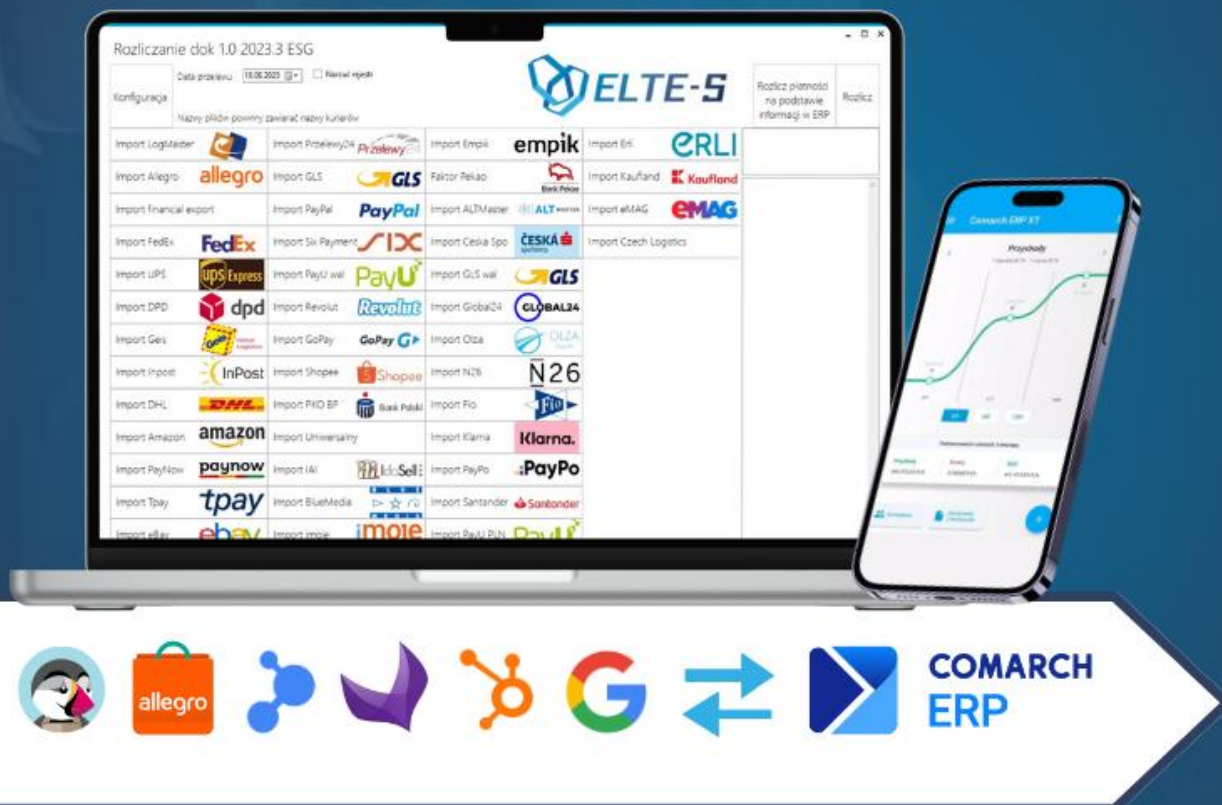 Rozliczanie dok 1.0 2023.3 ESG
Konfiguracja
Data przelewu
Nazwy plików powinny zawierać nazwy kurierów
ELTE-S
Rozlicz płatności
na podstawie
informacji w ERP
Rozlicz
Import LogMaster
Import Przelewy24 Przelewy24
Import Empik empik
Import Erli ERLI
Import Allegro allegro
Import GLS GLS
Faktor Pekao Bank Pekao
Import Kaufland Kaufland
Import financial export
Import PayPal PayPal
Import ALTMaster ALT MASTER
Import eMAG eMAG
Import FedEx FedEx
Import Six Payment SIX
Import Ceska Spo ČESKÁ
Import Czech Logistics
Import UPS UPS Express
Import PayU wal PayU
Import GLS wal GLS
Import DPD dpd
Import Revolut Revolut
Import Global24 GLOBAL24
Import Geis Geis
Import GoPay GoPay
Import Olza OLZA
Import Inpost InPost
Import Shopee Shopee
Import N26 N26
Import DHL DHL
Import PKO BP Bank Polski
Import Fio Fio
Import Amazon amazon
Import Uniwersalny
Import Klarna Klarna.
Import PayNow paynow
Import IAI IdoSell
Import PayPo PayPo
Import Tpay tpay
Import BlueMedia BLUE MEDIA
Import Santander Santander
Import eBay ebay
Import imoje imoje
Import PayU PLN PayU
Comarch ERP XT
Przychody
allegro
COMARCH
ERP